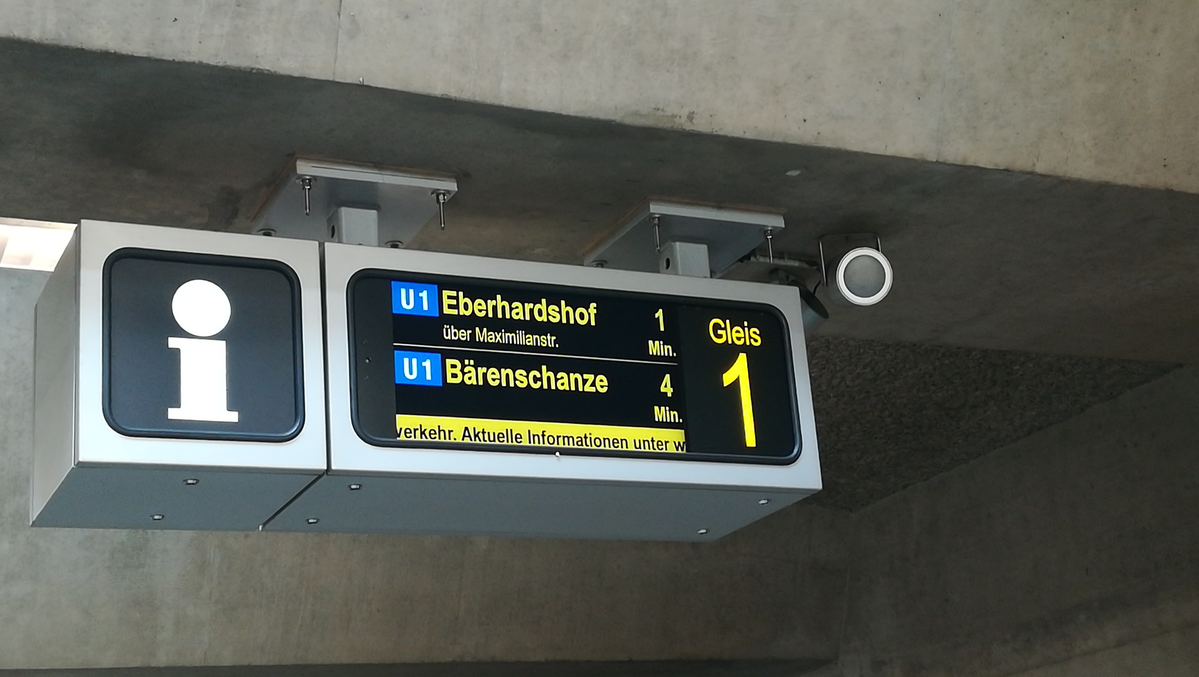 i
U1 Eberhardshof 1
über Maximilianstr. Min.
U1 Bärenschanze 4
Min.
verkehr. Aktuelle Informationen unter w
Gleis
1